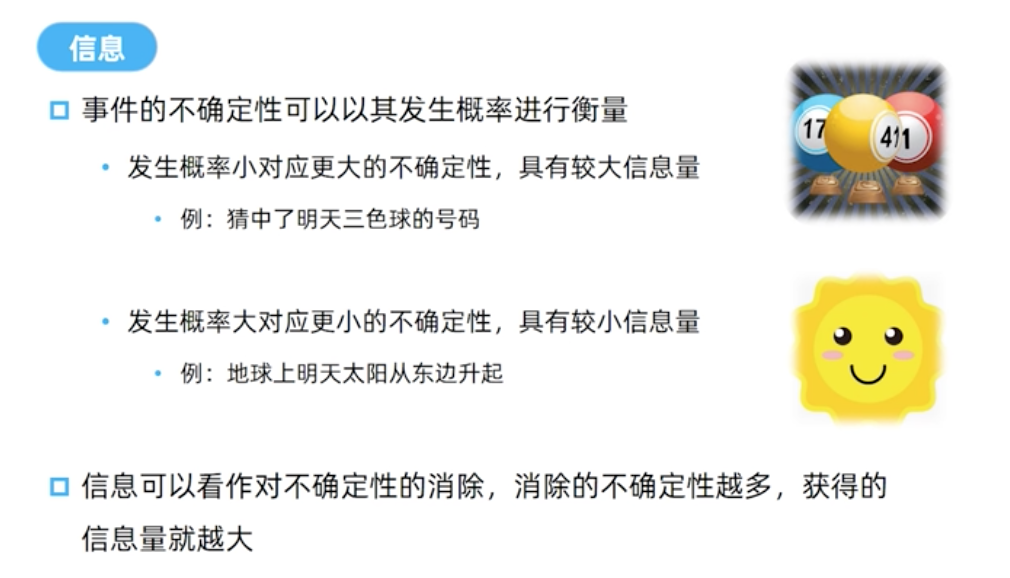 信息
事件的不确定性可以以其发生概率进行衡量
发生概率小对应更大的不确定性，具有较大信息量
例：猜中了明天三色球的号码
17
41
1
发生概率大对应更小的不确定性，具有较小信息量
例：地球上明天太阳从东边升起
信息可以看作对不确定性的消除，消除的不确定性越多，获得的
信息量就越大